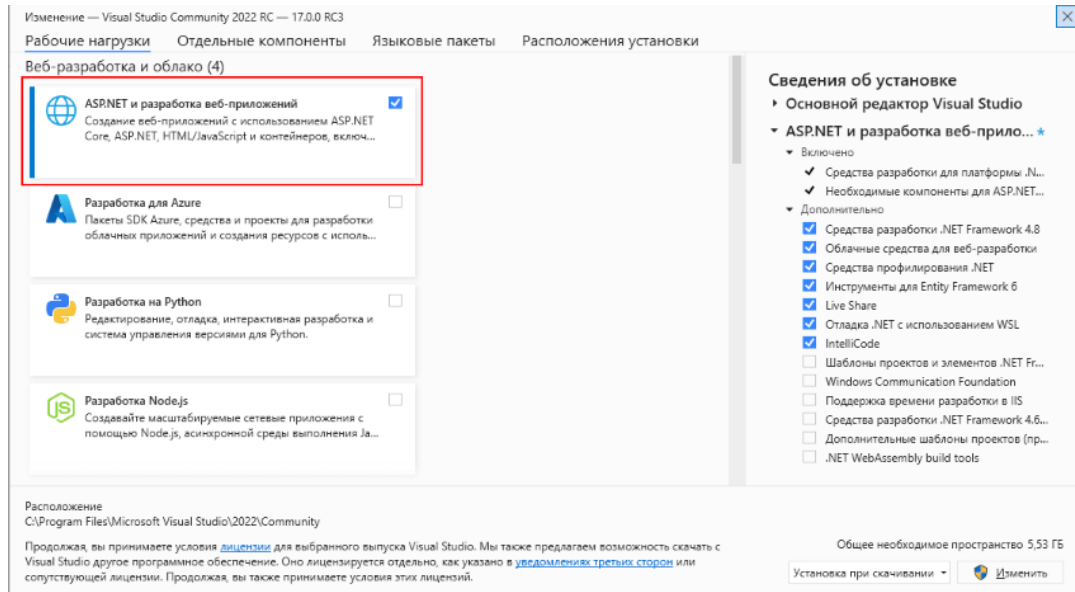 Изменение — Visual Studio Community 2022 RC — 17.0.0 RC3
Рабочие нагрузки Отдельные компоненты Языковые пакеты Расположения установки
Веб-разработка и облако (4)
ASP.NET и разработка веб-приложений
Создание веб-приложений с использованием ASP.NET
Core, ASP.NET, HTML/JavaScript и контейнеров, включ...
Разработка для Azure
Пакеты SDK Azure, средства и проекты для разработки
облачных приложений и создания ресурсов с исполь...
Разработка на Python
Редактирование, отладка, интерактивная разработка и
система управления версиями для Python.
JS
Разработка Node.js
Создавайте масштабируемые сетевые приложения с
помощью Node.js, асинхронной среды выполнения Ja...
Сведения об установке
Основной редактор Visual Studio
ASP.NET и разработка веб-прило...
Включено
Средства разработки для платформы .N...
Необходимые компоненты для ASP.NET...
Дополнительно
Средства разработки .NET Framework 4.8
Облачные средства для веб-разработки
Средства профилирования .NET
Инструменты для Entity Framework 6
Live Share
Отладка .NET с использованием WSL
IntelliCode
Шаблоны проектов и элементов .NET Fr...
Windows Communication Foundation
Поддержка времени разработки в IIS
Средства разработки .NET Framework 4.6...
Дополнительные шаблоны проектов (пр...
.NET WebAssembly build tools
Расположение
C:\Program Files\Microsoft Visual Studio\2022\Community
Продолжая, вы принимаете условия лицензии для выбранного выпуска Visual Studio. Мы также предлагаем возможность скачать с
Visual Studio другое программное обеспечение. Оно лицензируется отдельно, как указано в уведомлениях третьих сторон или
сопутствующей лицензии. Продолжая, вы также принимаете условия этих лицензий.
Общее необходимое пространство 5,53 ГБ
Установка при скачивании Изменить